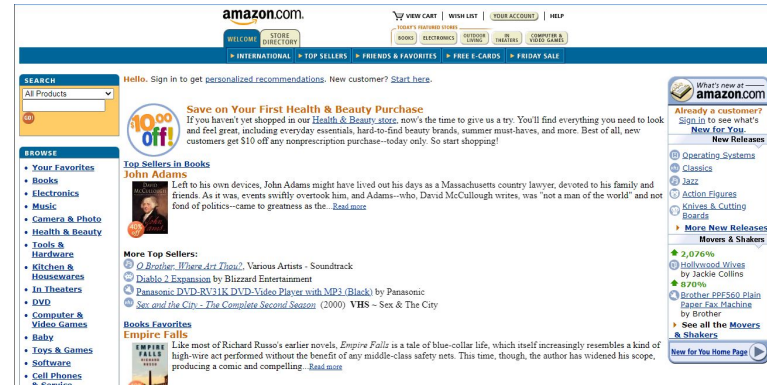 amazon.com.
VIEW CART | WISH LIST | YOUR ACCOUNT | HELP
WELCOME
STORE DIRECTORY
TODAY'S FEATURED STORES
BOOKS
ELECTRONICS
OUTDOOR LIVING
IN THEATERS
COMPUTER & VIDEO GAMES
INTERNATIONAL
TOP SELLERS
FRIENDS & FAVORITES
FREE E-CARDS
FRIDAY SALE
SEARCH
All Products
GO!
BROWSE
Your Favorites
Books
Electronics
Music
Camera & Photo
Health & Beauty
Tools &
Hardware
Kitchen &
Housewares
In Theaters
DVD
Computer &
Video Games
Baby
Toys & Games
Software
Cell Phones
& Service
Hello. Sign in to get personalized recommendations. New customer? Start here.
$10.00 off!
Save on Your First Health & Beauty Purchase
If you haven't yet shopped in our Health & Beauty store, now's the time to give us a try. You'll find everything you need to look
and feel great, including everyday essentials, hard-to-find beauty brands, summer must-haves, and more. Best of all, new
customers get $10 off any nonprescription purchase--today only. So start shopping!
Top Sellers in Books
John Adams
DAVID
McCULLOUGH
John Adams
40% off!
Left to his own devices, John Adams might have lived out his days as a Massachusetts country lawyer, devoted to his family and
friends. As it was, events swiftly overtook him, and Adams--who, David McCullough writes, was "not a man of the world" and not
fond of politics--came to greatness as the...Read more
More Top Sellers:
O Brother, Where Art Thou?, Various Artists - Soundtrack
Diablo 2 Expansion by Blizzard Entertainment
Panasonic DVD-RV31K DVD-Video Player with MP3 (Black) by Panasonic
Sex and the City - The Complete Second Season (2000) VHS ~ Sex & The City
Books Favorites
Empire Falls
EMPIRE
FALLS
RICHARD
RUSSO
Like most of Richard Russo's earlier novels, Empire Falls is a tale of blue-collar life, which itself increasingly resembles a kind of
high-wire act performed without the benefit of any middle-class safety nets. This time, though, the author has widened his scope,
producing a comic and compelling...Read more
What's new at
amazon.com
Already a customer?
Sign in to see what's
New for You.
New Releases
Operating Systems
Classics
Jazz
Action Figures
Knives & Cutting
Boards
More New Releases
Movers & Shakers
2,076%
Hollywood Wives
by Jackie Collins
870%
Brother PPF560 Plain
Paper Fax Machine
by Brother
See all the Movers
& Shakers
New for You Home Page